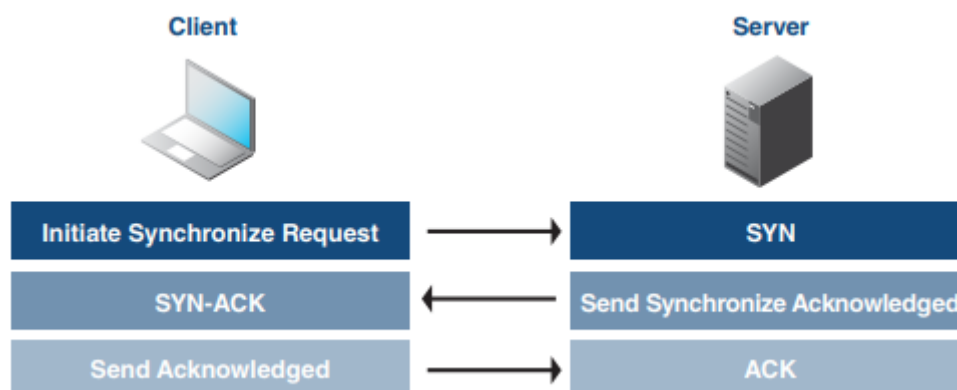 Client
Server
Initiate Synchronize Request
SYN
SYN-ACK
Send Synchronize Acknowledged
Send Acknowledged
ACK